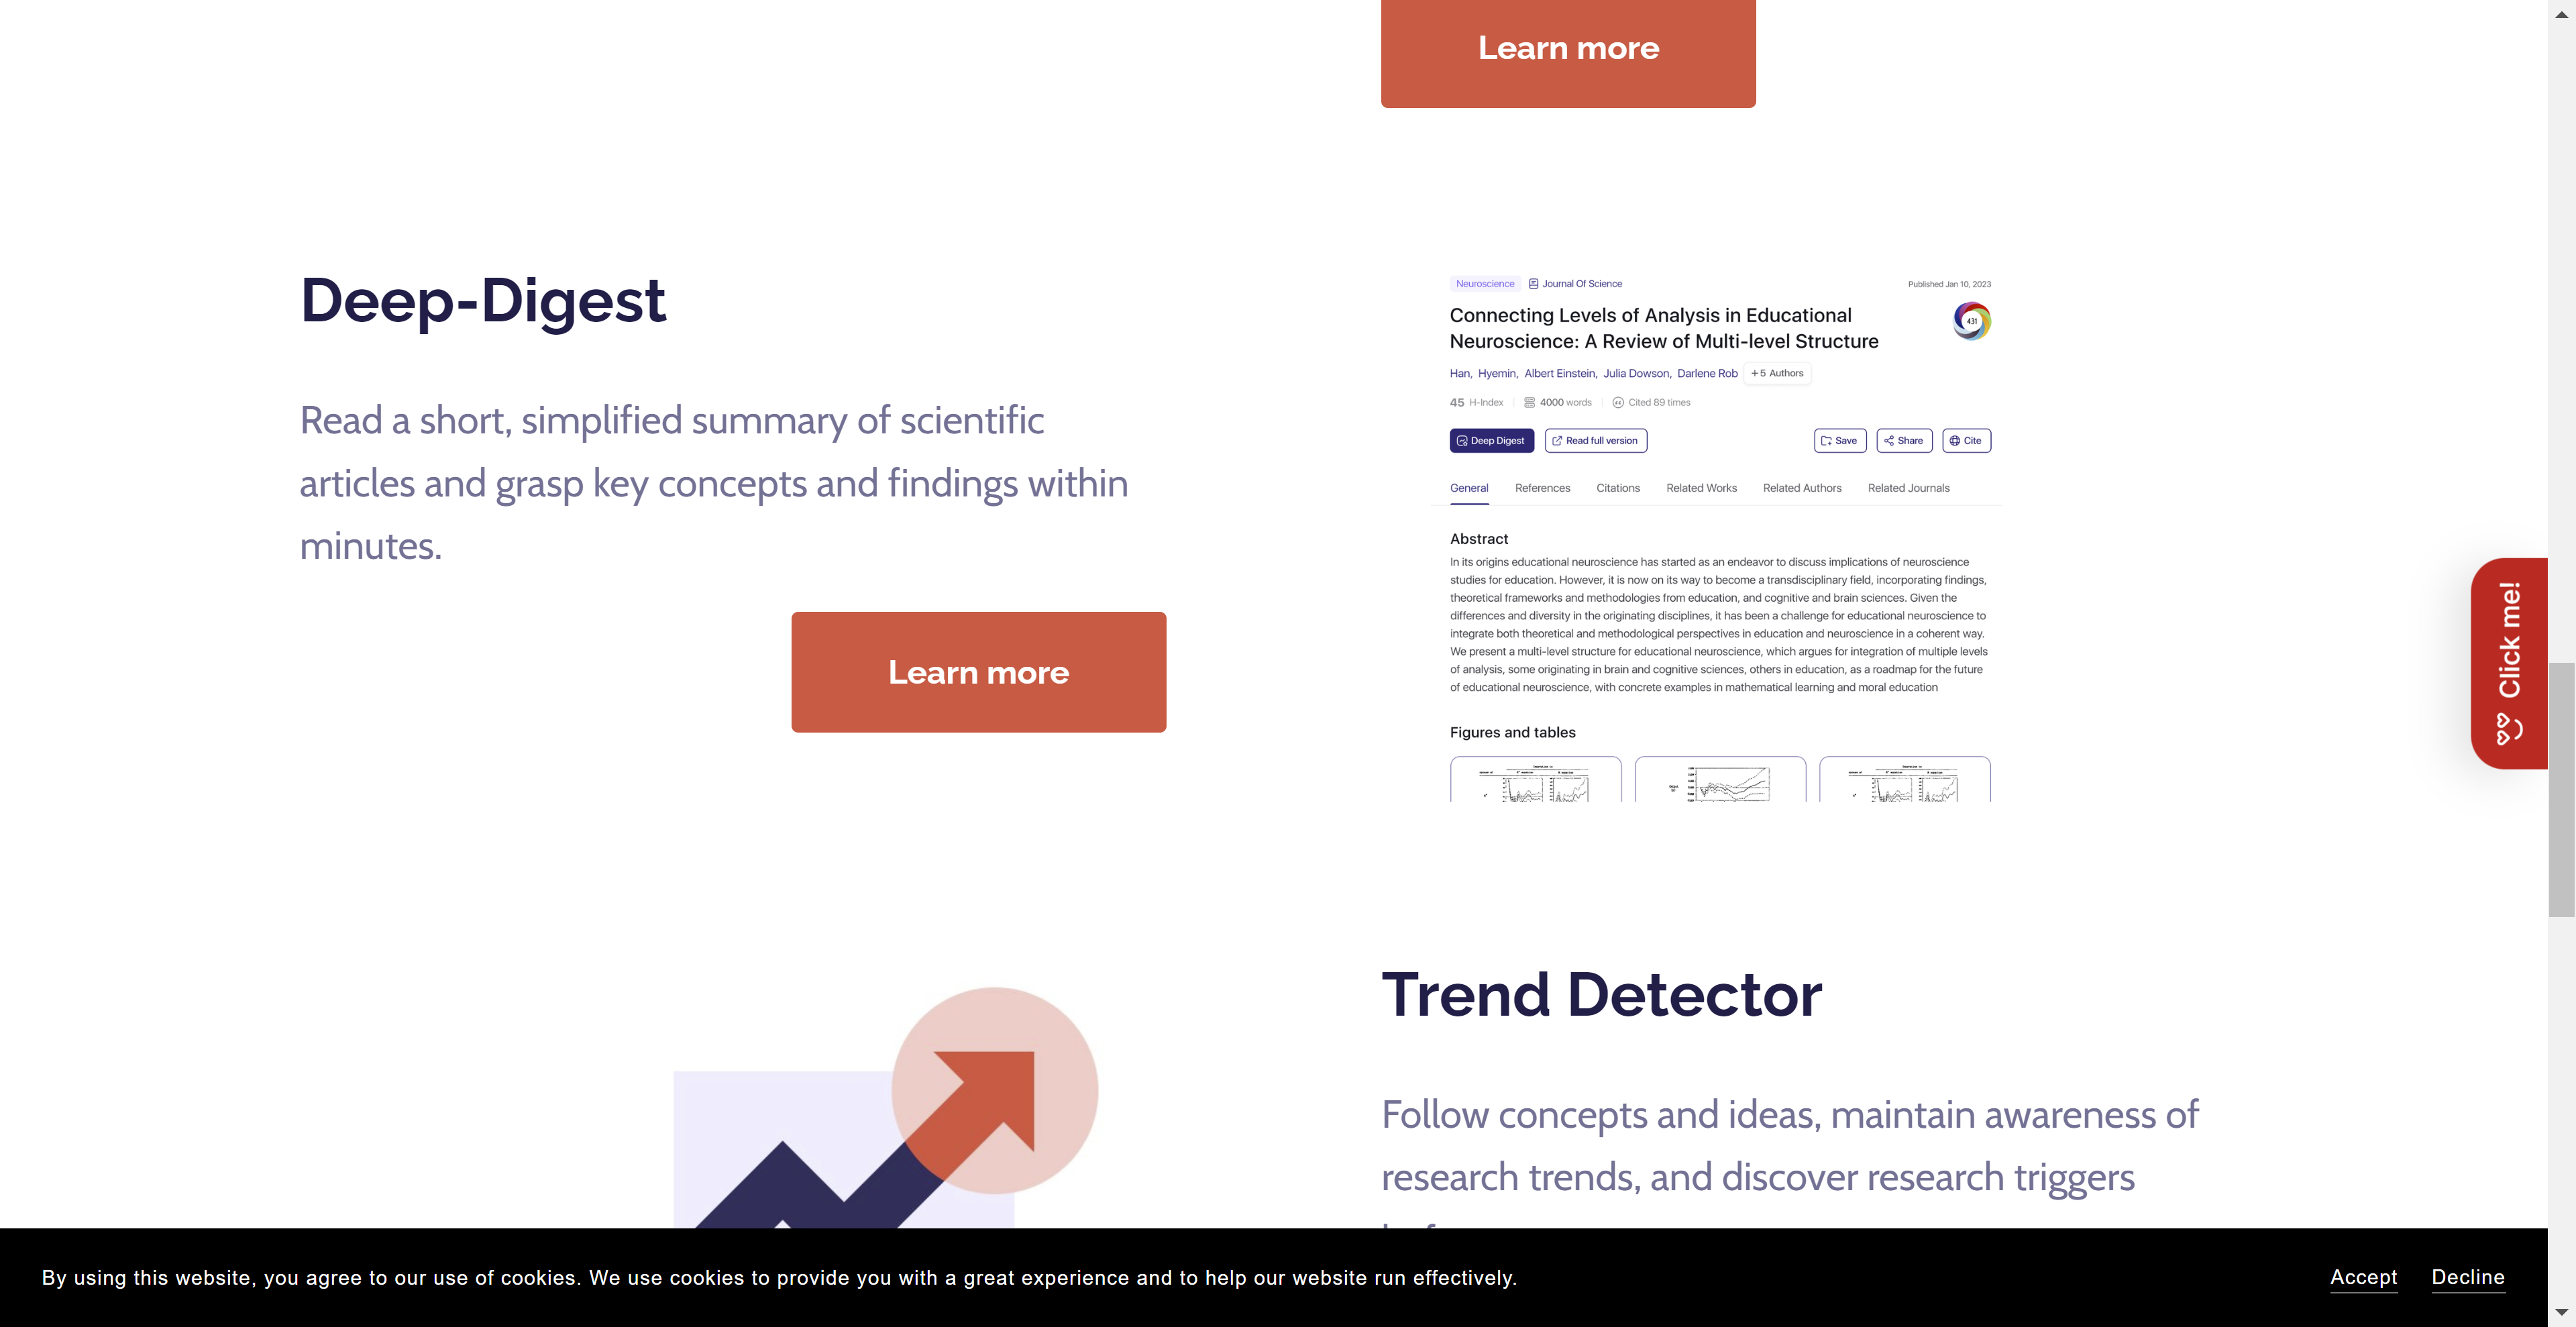 Learn more
Deep-Digest
Read a short, simplified summary of scientific
articles and grasp key concepts and findings within
minutes.
Learn more
Neuroscience Journal Of Science Published Jan 10, 2023
Connecting Levels of Analysis in Educational
Neuroscience: A Review of Multi-level Structure
431
Han, Hyemin, Albert Einstein, Julia Dowson, Darlene Rob +5 Authors
45 H-Index 4000 words Cited 89 times
Deep Digest Read full version Save Share Cite
General References Citations Related Works Related Authors Related Journals
Abstract
In its origins educational neuroscience has started as an endeavor to discuss implications of neuroscience
studies for education. However, it is now on its way to become a transdisciplinary field, incorporating findings,
theoretical frameworks and methodologies from education, and cognitive and brain sciences. Given the
differences and diversity in the originating disciplines, it has been a challenge for educational neuroscience to
integrate both theoretical and methodological perspectives in education and neuroscience in a coherent way.
We present a multi-level structure for educational neuroscience, which argues for integration of multiple levels
of analysis, some originating in brain and cognitive sciences, others in education, as a roadmap for the future
of educational neuroscience, with concrete examples in mathematical learning and moral education
Figures and tables
Click me!
Trend Detector
Follow concepts and ideas, maintain awareness of
research trends, and discover research triggers
By using this website, you agree to our use of cookies. We use cookies to provide you with a great experience and to help our website run effectively.
Accept Decline